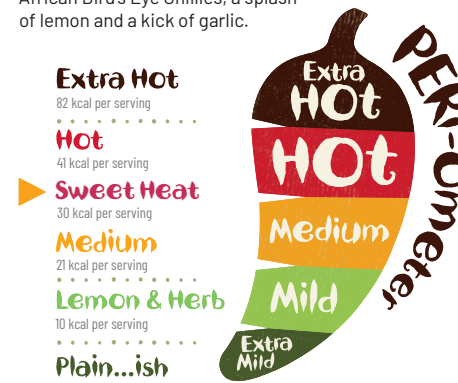 African Bird's Eye Chillies, a splash
of lemon and a kick of garlic.
Extra Hot
82 kcal per serving
Hot
41 kcal per serving
Sweet Heat
30 kcal per serving
Medium
21 kcal per serving
Lemon & Herb
10 kcal per serving
Plain...ish
Extra
Hot
Hot
Medium
Mild
Extra
Mild
PERi-Ometer